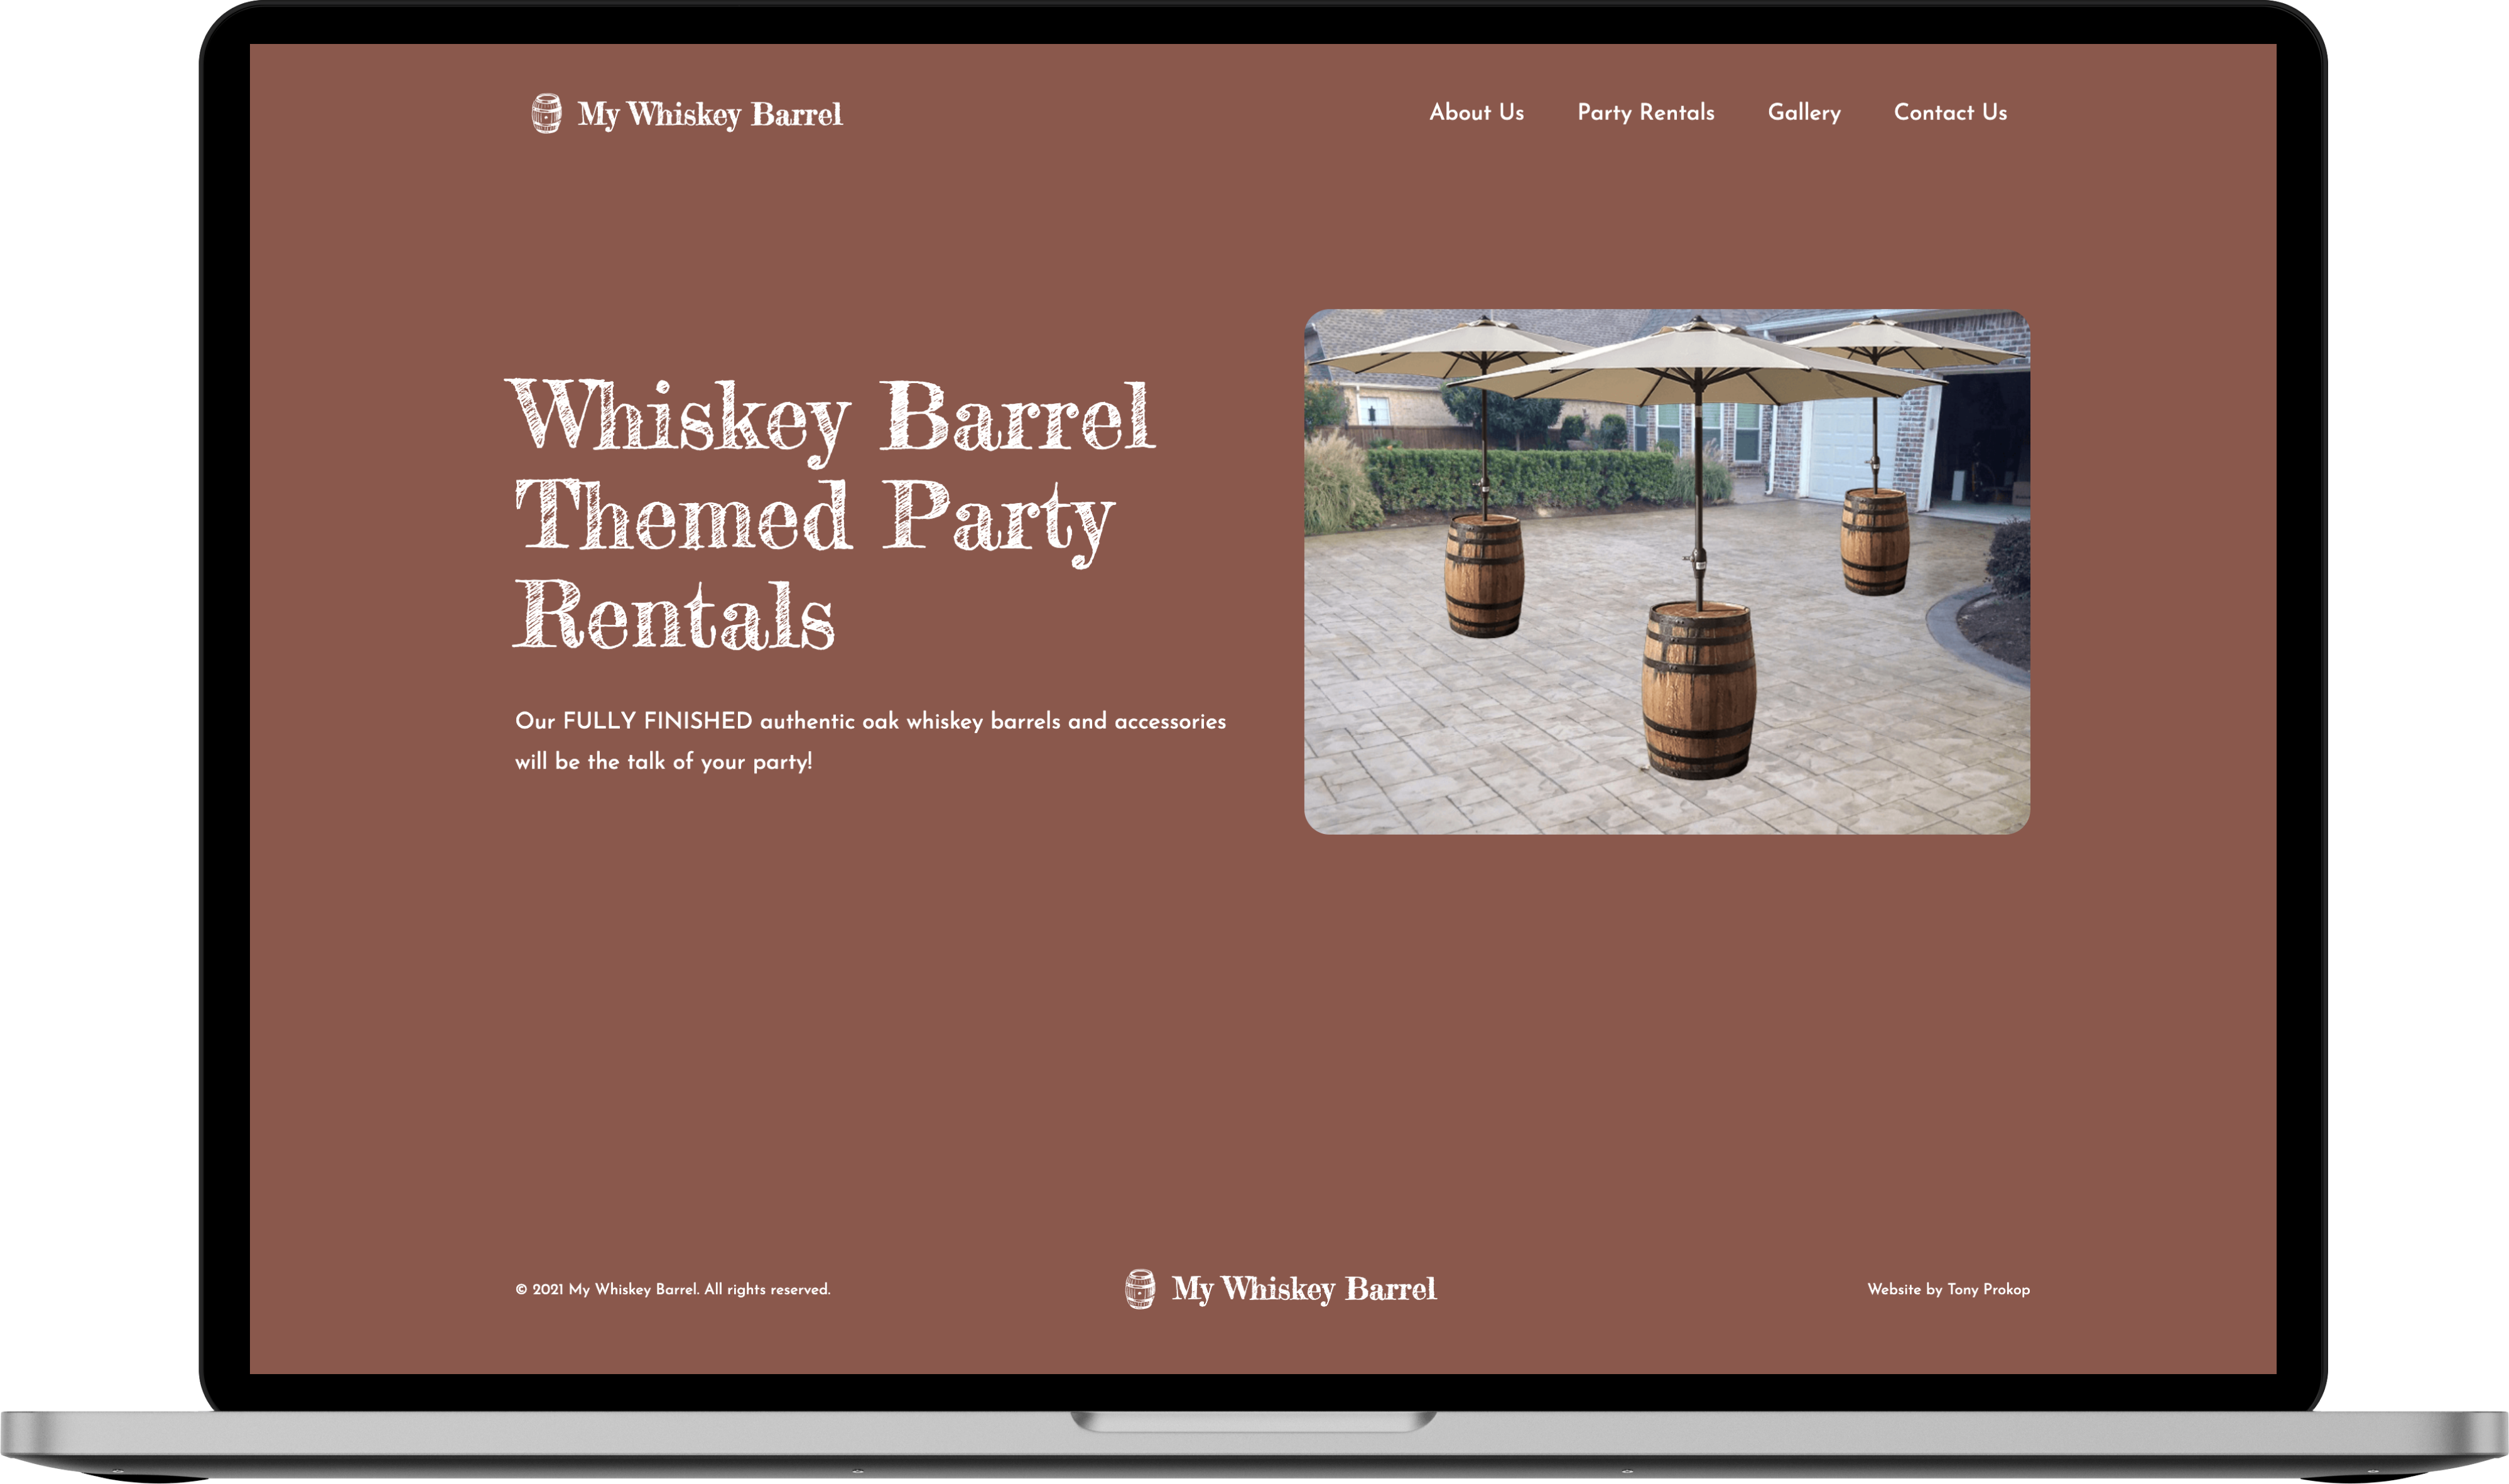 My Whiskey Barrel
About Us
Party Rentals
Gallery
Contact Us
Whiskey Barrel
Themed Party
Rentals
Our FULLY FINISHED authentic oak whiskey barrels and accessories
will be the talk of your party!
© 2021 My Whiskey Barrel. All rights reserved.
My Whiskey Barrel
Website by Tony Prokop